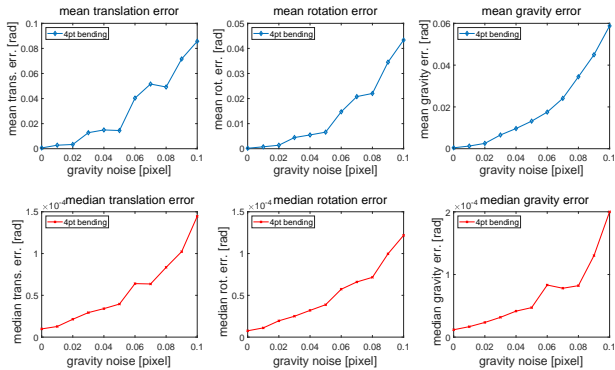 mean translation error
mean rotation error
mean gravity error
0.1
0.08
0.06
0.04
0.02
0
mean trans. err. [rad]
4pt bending
0 0.02 0.04 0.06 0.08 0.1
gravity noise [pixel]
0.05
0.04
0.03
0.02
0.01
0
mean rot. err. [rad]
4pt bending
0 0.02 0.04 0.06 0.08 0.1
gravity noise [pixel]
0.06
0.04
0.02
0
mean gravity err. [rad]
4pt bending
0 0.02 0.04 0.06 0.08 0.1
gravity noise [pixel]
×10-4 median translation error
×10-4 median rotation error
×10-4 median gravity error
1.5
1
0.5
0
median trans. err. [rad]
4pt bending
0 0.02 0.04 0.06 0.08 0.1
gravity noise [pixel]
1.5
1
0.5
0
median rot. err. [rad]
4pt bending
0 0.02 0.04 0.06 0.08 0.1
gravity noise [pixel]
2
1
0
median gravity err. [rad]
4pt bending
0 0.02 0.04 0.06 0.08 0.1
gravity noise [pixel]